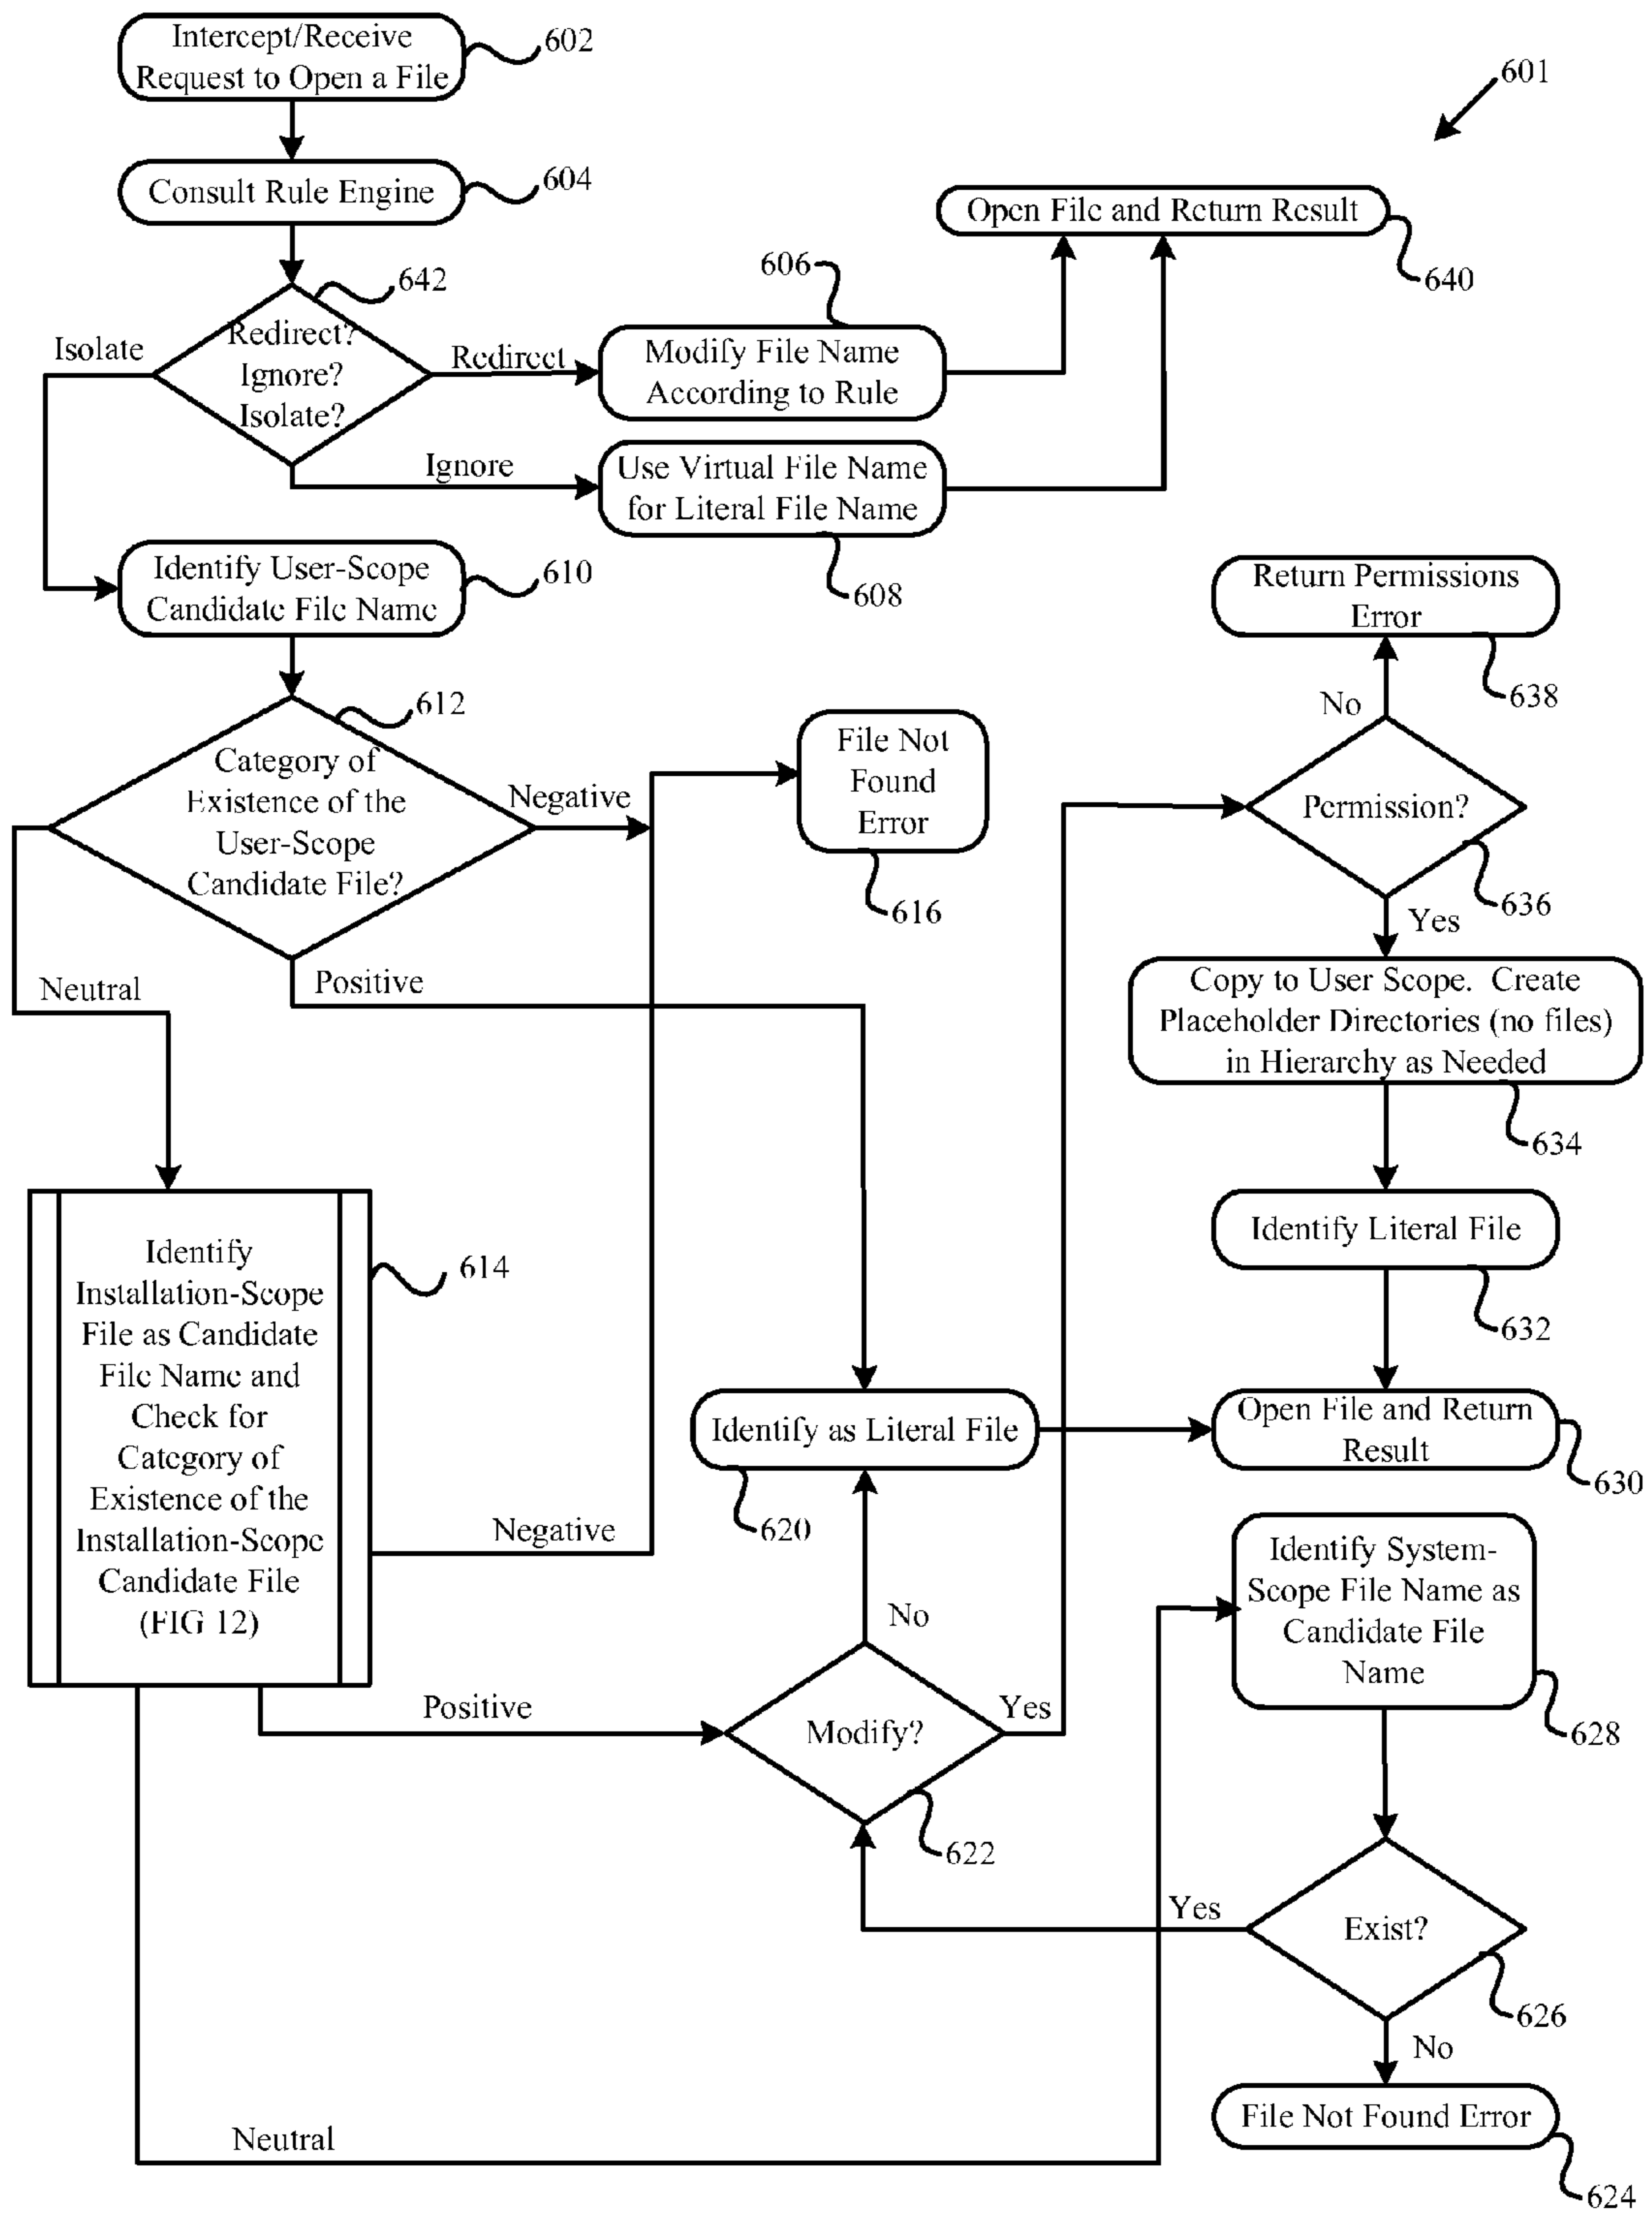 Intercept/Receive
Request to Open a File
602
601
Consult Rule Engine
604
Open File and Return Result
640
642
Redirect?
Ignore?
Isolate?
Isolate
Redirect
606
Modify File Name
According to Rule
Ignore
Use Virtual File Name
for Literal File Name
608
Identify User-Scope
Candidate File Name
610
Return Permissions
Error
638
No
612
Category of
Existence of the
User-Scope
Candidate File?
Negative
File Not
Found
Error
616
Permission?
636
Yes
Neutral
Positive
Copy to User Scope. Create
Placeholder Directories (no files)
in Hierarchy as Needed
634
Identify
Installation-Scope
File as Candidate
File Name and
Check for
Category of
Existence of the
Installation-Scope
Candidate File
(FIG 12)
614
Identify Literal File
632
Identify as Literal File
620
Open File and Return
Result
630
Negative
No
Identify System-
Scope File Name as
Candidate File
Name
628
Positive
Modify?
Yes
622
Yes
Exist?
626
No
File Not Found Error
624
Neutral